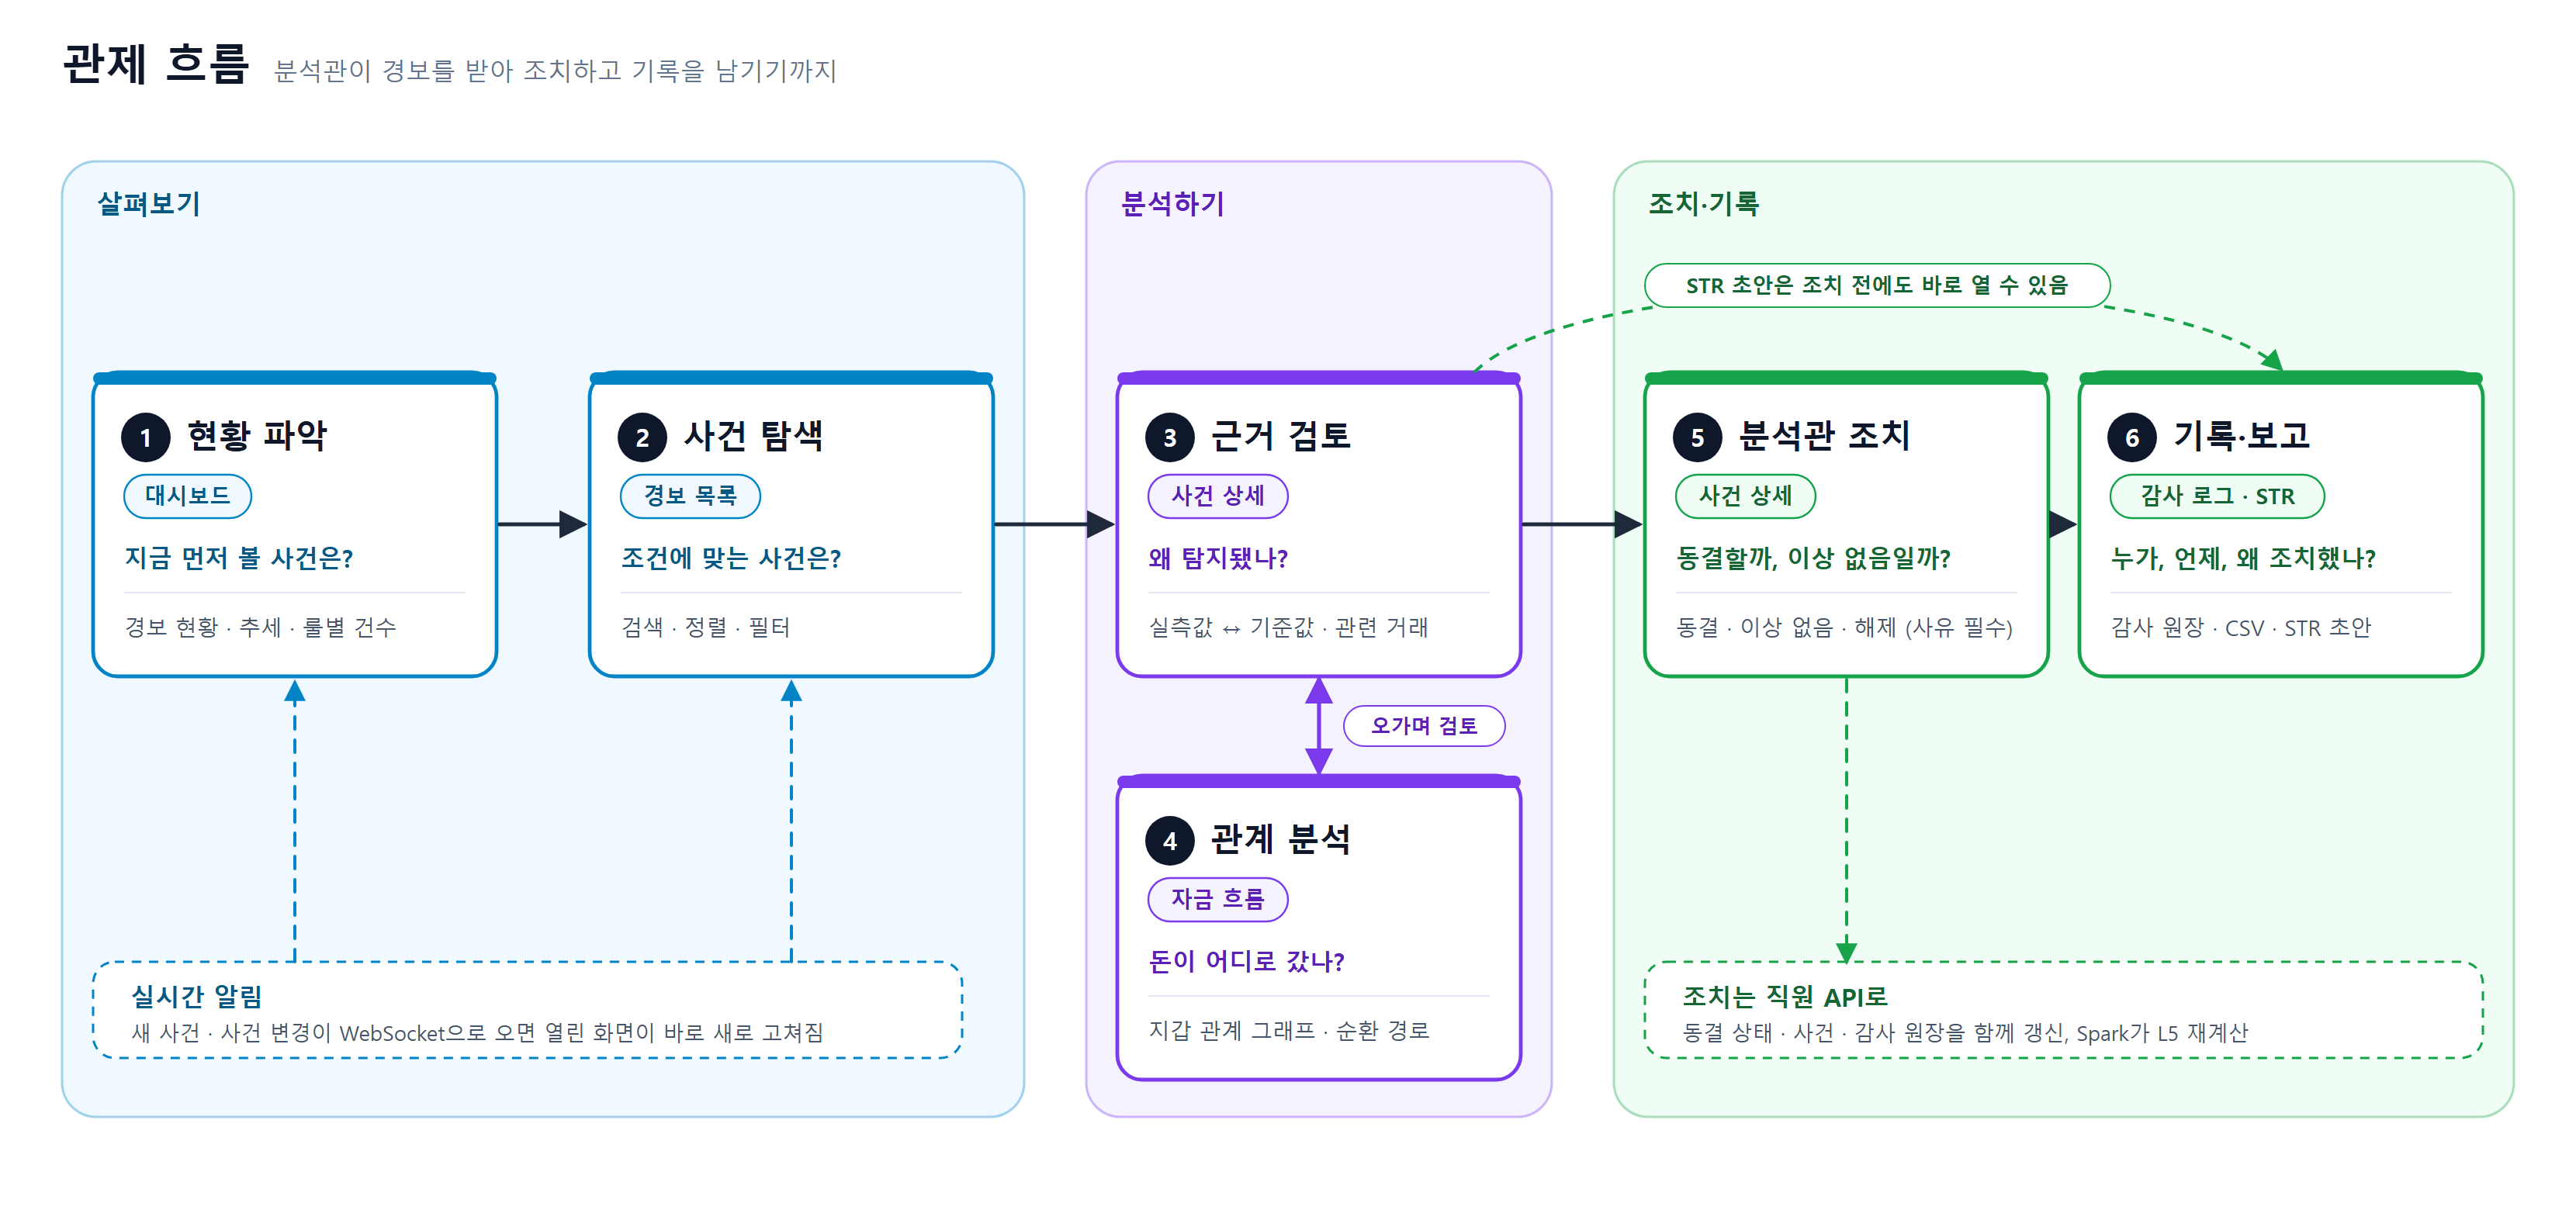 관제 흐름
분석관이 경보를 받아 조치하고 기록을 남기기까지
살펴보기
1 현황 파악
대시보드
지금 먼저 볼 사건은?
경보 현황 · 추세 · 룰별 건수
2 사건 탐색
경보 목록
조건에 맞는 사건은?
검색 · 정렬 · 필터
실시간 알림
새 사건 · 사건 변경이 WebSocket으로 오면 열린 화면이 바로 새로 고쳐짐
분석하기
3 근거 검토
사건 상세
왜 탐지됐나?
실측값 ↔ 기준값 · 관련 거래
오가며 검토
4 관계 분석
자금 흐름
돈이 어디로 갔나?
지갑 관계 그래프 · 순환 경로
조치·기록
STR 초안은 조치 전에도 바로 열 수 있음
5 분석관 조치
사건 상세
동결할까, 이상 없음일까?
동결 · 이상 없음 · 해제 (사유 필수)
6 기록·보고
감사 로그 · STR
누가, 언제, 왜 조치했나?
감사 원장 · CSV · STR 초안
조치는 직원 API로
동결 상태 · 사건 · 감사 원장을 함께 갱신, Spark가 L5 재계산